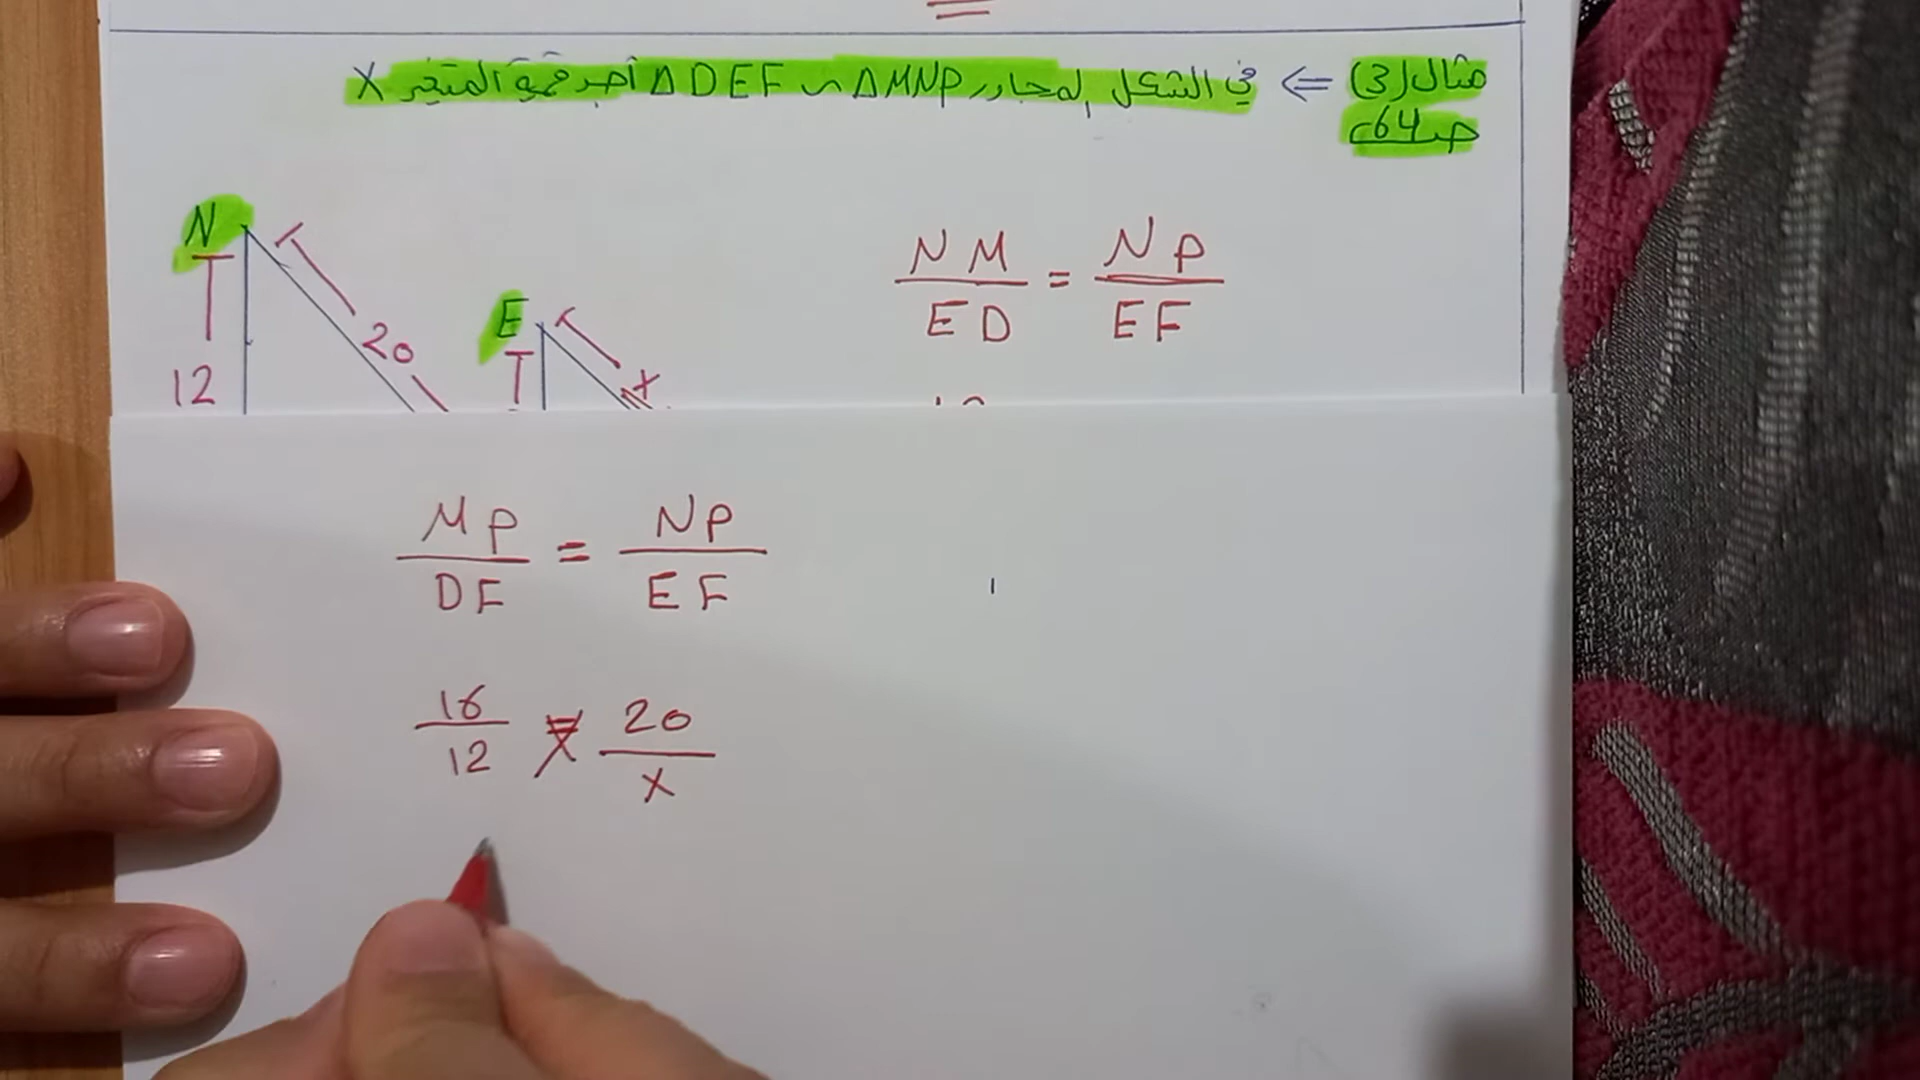 مثال (3) ⇐ في الشكل المجاور ΔDEF ∽ ΔMNP أجد قيمة المتغير X
ص 64
N
20
12
E
X
NM/ED = NP/EF
MP/DF = NP/EF
16/12 = 20/X